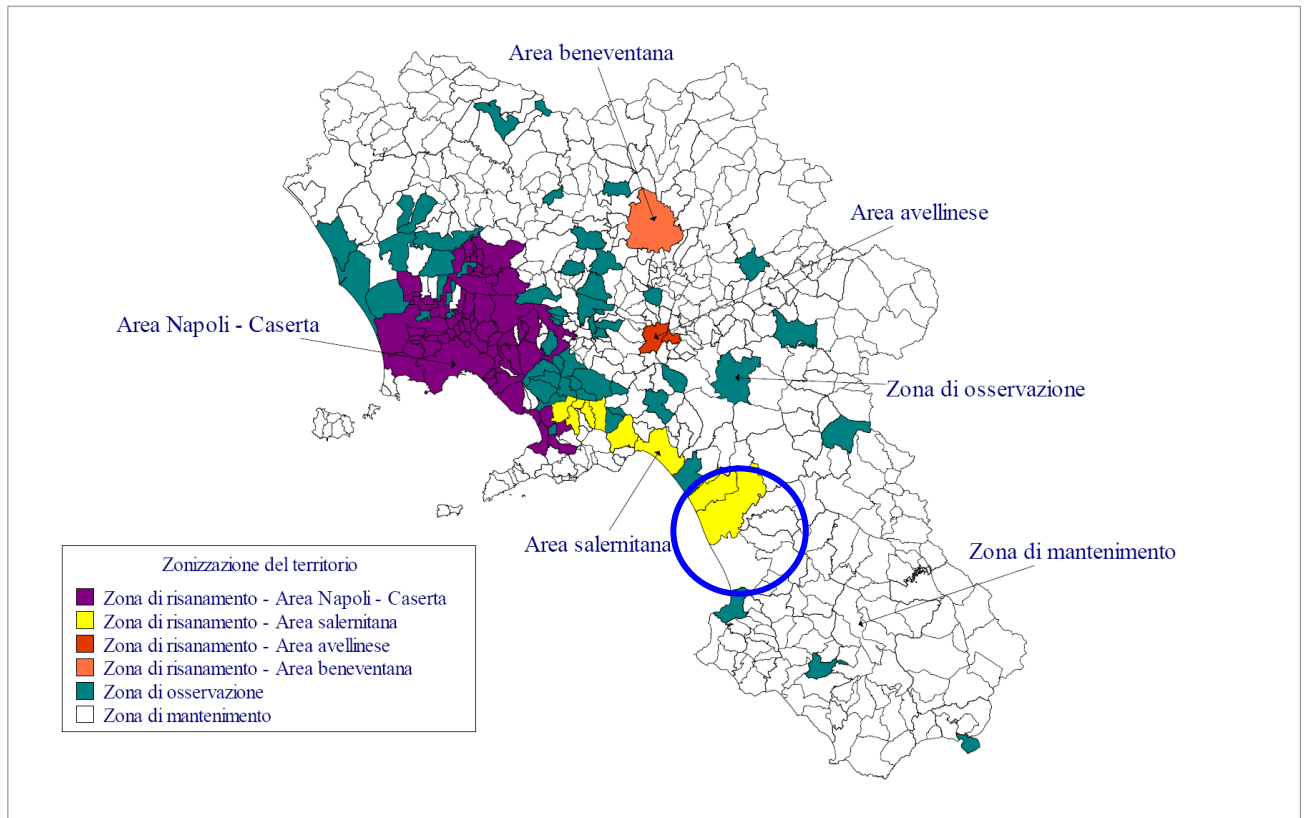 Area beneventana
Area avellinese
Area Napoli - Caserta
Zona di osservazione
Area salernitana
Zona di mantenimento
Zonizzazione del territorio
Zona di risanamento - Area Napoli - Caserta
Zona di risanamento - Area salernitana
Zona di risanamento - Area avellinese
Zona di risanamento - Area beneventana
Zona di osservazione
Zona di mantenimento